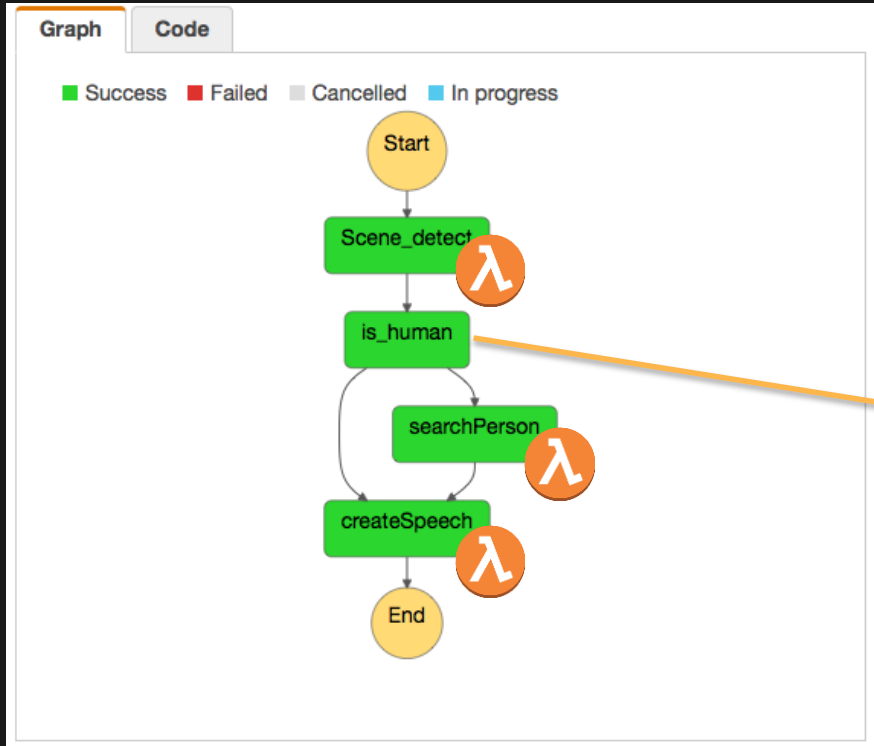 Graph Code
Success Failed Cancelled In progress
Start
Scene_detect
λ
is_human
searchPerson
λ
createSpeech
λ
End